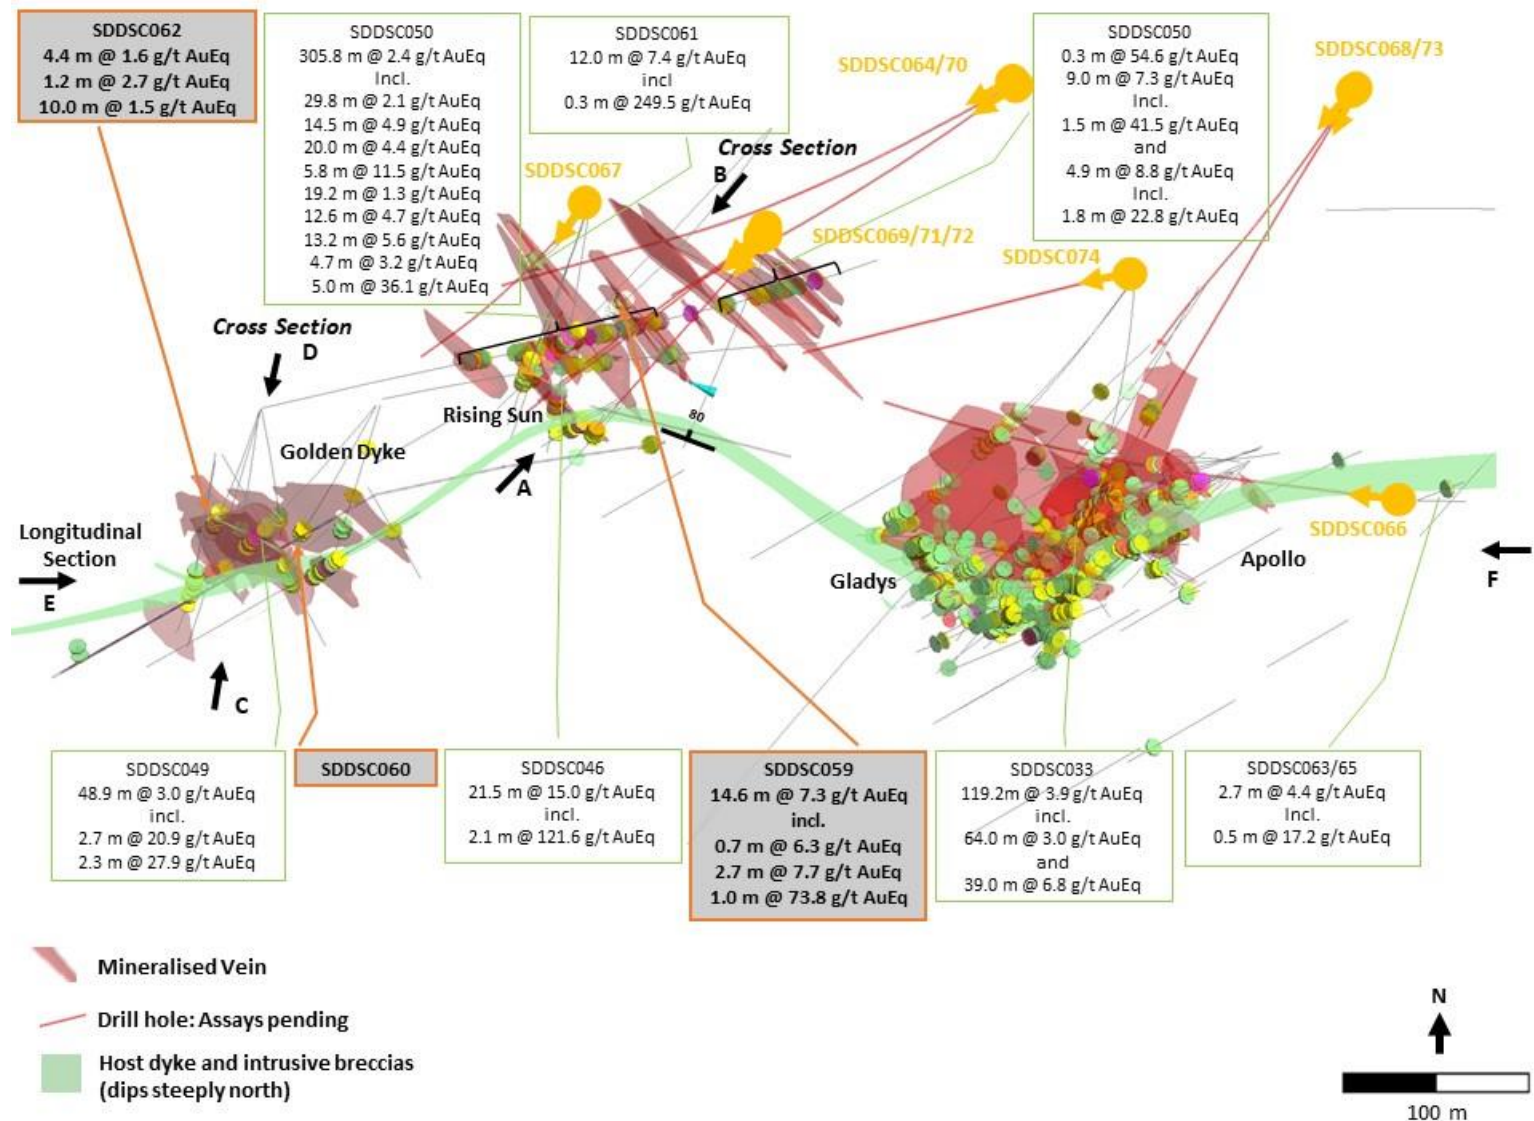 SDDSC062
4.4 m @ 1.6 g/t AuEq
1.2 m @ 2.7 g/t AuEq
10.0 m @ 1.5 g/t AuEq
SDDSC050
305.8 m @ 2.4 g/t AuEq
Incl.
29.8 m @ 2.1 g/t AuEq
14.5 m @ 4.9 g/t AuEq
20.0 m @ 4.4 g/t AuEq
5.8 m @ 11.5 g/t AuEq
19.2 m @ 1.3 g/t AuEq
12.6 m @ 4.7 g/t AuEq
13.2 m @ 5.6 g/t AuEq
4.7 m @ 3.2 g/t AuEq
5.0 m @ 36.1 g/t AuEq
SDDSC061
12.0 m @ 7.4 g/t AuEq
incl
0.3 m @ 249.5 g/t AuEq
SDDSC050
0.3 m @ 54.6 g/t AuEq
9.0 m @ 7.3 g/t AuEq
Incl.
1.5 m @ 41.5 g/t AuEq
and
4.9 m @ 8.8 g/t AuEq
Incl.
1.8 m @ 22.8 g/t AuEq
SDDSC064/70
SDDSC068/73
Cross Section
B
SDDSC067
SDDSC069/71/72
SDDSC074
Cross Section
D
Rising Sun
80
Golden Dyke
A
Longitudinal
Section
E
SDDSC066
Apollo
F
Gladys
C
SDDSC049
48.9 m @ 3.0 g/t AuEq
incl.
2.7 m @ 20.9 g/t AuEq
2.3 m @ 27.9 g/t AuEq
SDDSC060
SDDSC046
21.5 m @ 15.0 g/t AuEq
incl.
2.1 m @ 121.6 g/t AuEq
SDDSC059
14.6 m @ 7.3 g/t AuEq
incl.
0.7 m @ 6.3 g/t AuEq
2.7 m @ 7.7 g/t AuEq
1.0 m @ 73.8 g/t AuEq
SDDSC033
119.2m @ 3.9 g/t AuEq
incl.
64.0 m @ 3.0 g/t AuEq
and
39.0 m @ 6.8 g/t AuEq
SDDSC063/65
2.7 m @ 4.4 g/t AuEq
Incl.
0.5 m @ 17.2 g/t AuEq
Mineralised Vein
Drill hole: Assays pending
Host dyke and intrusive breccias
(dips steeply north)
N
100 m